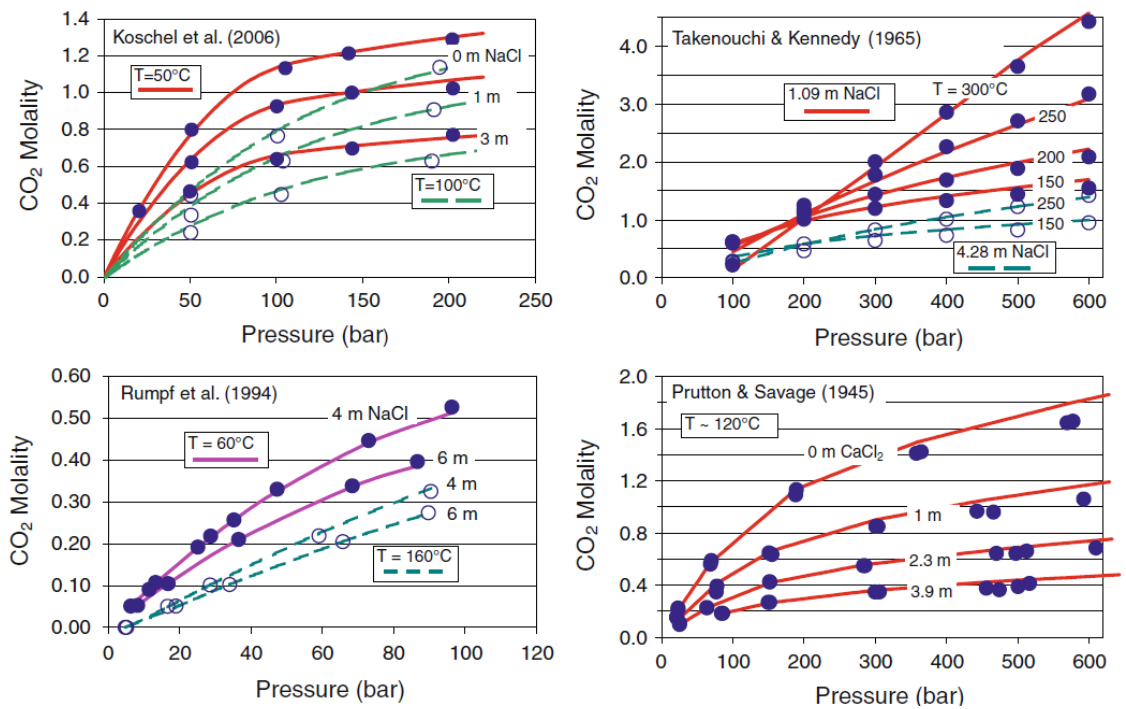 Koschel et al. (2006)
T=50°C
0 m NaCl
1 m
3 m
T=100°C
1.4
1.2
1.0
0.8
0.6
0.4
0.2
0.0
0 50 100 150 200 250
CO2 Molality
Pressure (bar)
Takenouchi & Kennedy (1965)
1.09 m NaCl
T = 300°C
250
200
150
250
150
4.28 m NaCl
4.0
3.0
2.0
1.0
0.0
0 100 200 300 400 500 600
CO2 Molality
Pressure (bar)
Rumpf et al. (1994)
4 m NaCl
T = 60°C
6 m
4 m
6 m
T = 160°C
0.60
0.50
0.40
0.30
0.20
0.10
0.00
0 20 40 60 80 100 120
CO2 Molality
Pressure (bar)
Prutton & Savage (1945)
T ~ 120°C
0 m CaCl2
1 m
2.3 m
3.9 m
2.0
1.6
1.2
0.8
0.4
0.0
0 100 200 300 400 500 600
CO2 Molality
Pressure (bar)